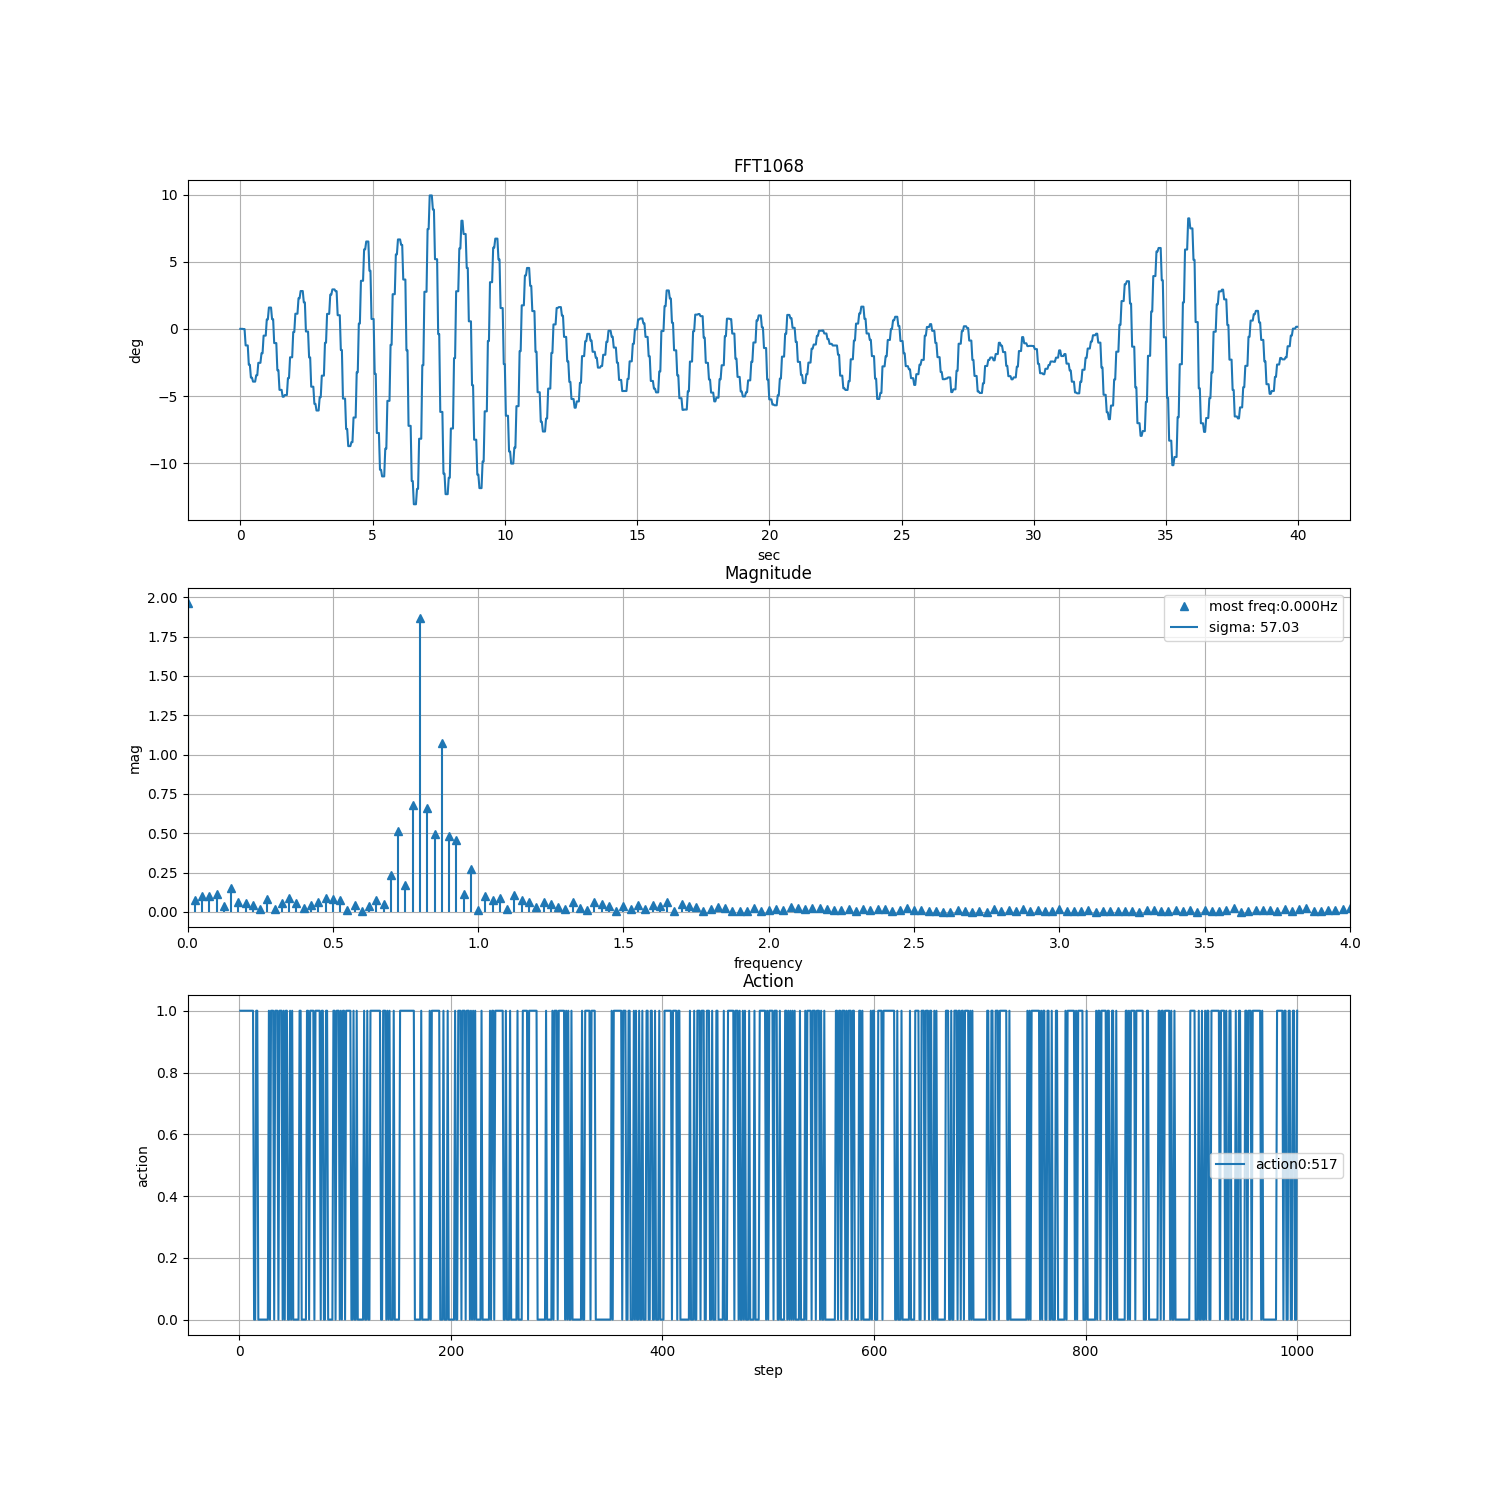 FFT1068
10
5
0
−5
−10
deg
0 5 10 15 20 25 30 35 40
sec
Magnitude
2.00
1.75
1.50
1.25
1.00
0.75
0.50
0.25
0.00
mag
most freq:0.000Hz
sigma: 57.03
0.0 0.5 1.0 1.5 2.0 2.5 3.0 3.5 4.0
frequency
Action
1.0
0.8
0.6
0.4
0.2
0.0
action
action0:517
0 200 400 600 800 1000
step